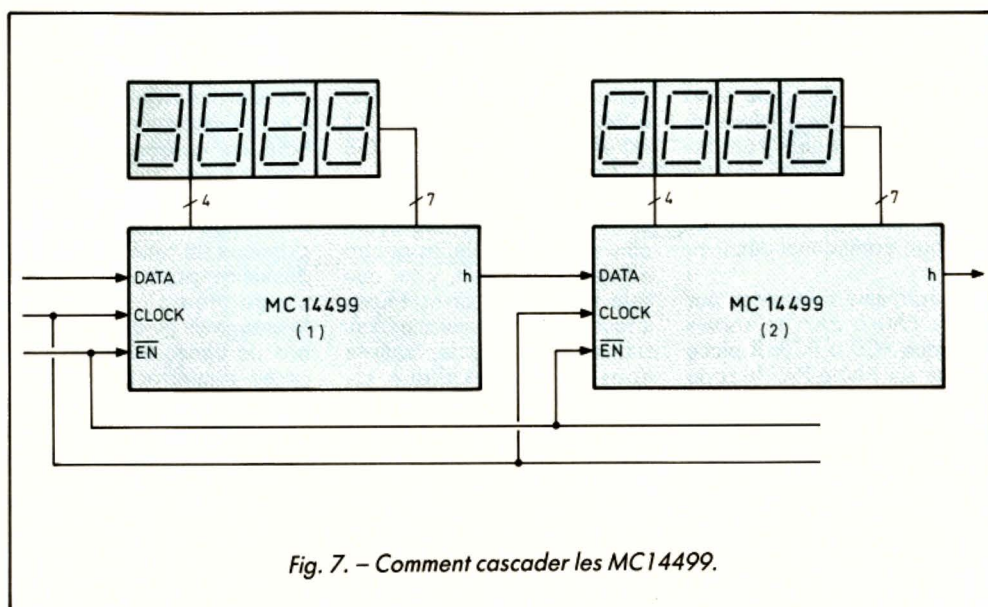 4
7
4
7
DATA
CLOCK
EN
MC 14499
(1)
h
DATA
CLOCK
EN
MC 14499
(2)
h
Fig. 7. – Comment cascader les MC14499.